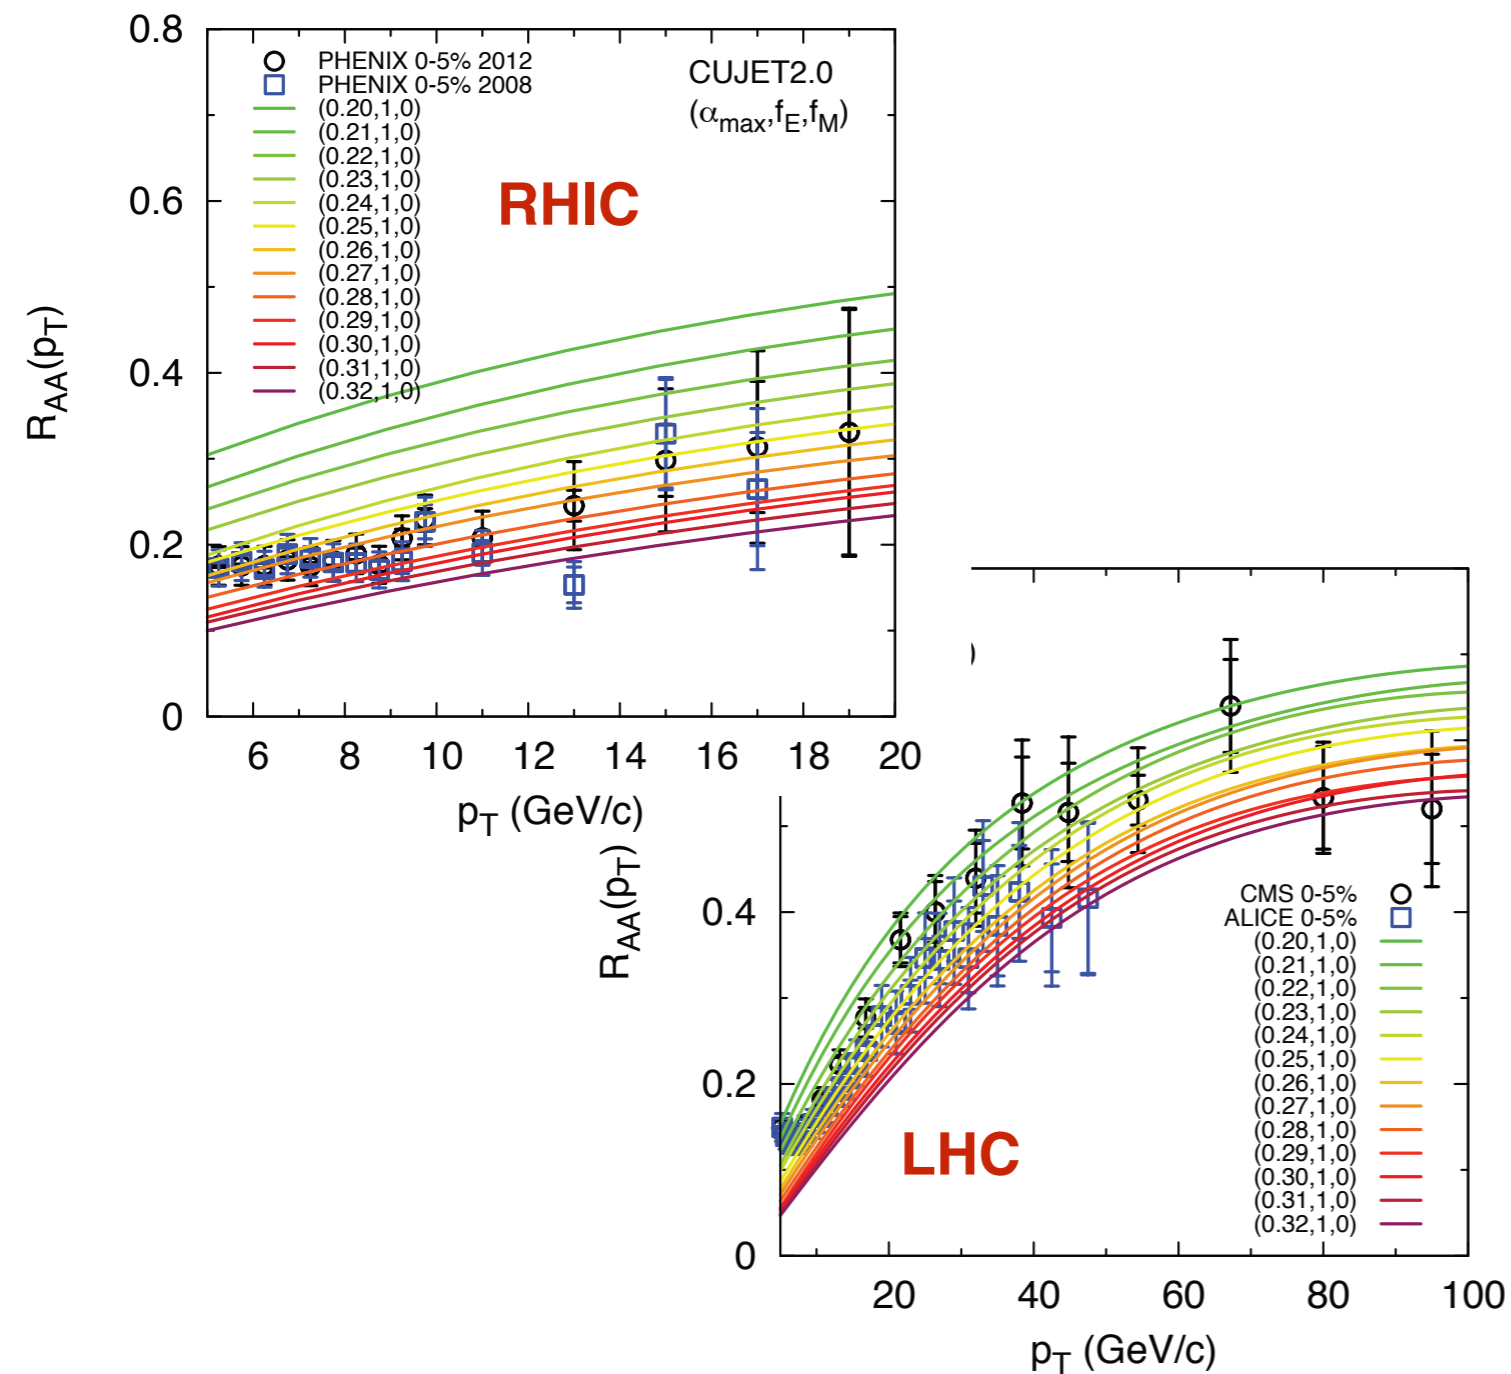 0.8
PHENIX 0-5% 2012
PHENIX 0-5% 2008
(0.20,1,0)
(0.21,1,0)
(0.22,1,0)
(0.23,1,0)
(0.24,1,0)
(0.25,1,0)
(0.26,1,0)
(0.27,1,0)
(0.28,1,0)
(0.29,1,0)
(0.30,1,0)
(0.31,1,0)
(0.32,1,0)
CUJET2.0
(αmax,fE,fM)
RHIC
0.6
0.4
0.2
0
RAA(pT)
6 8 10 12 14 16 18 20
pT (GeV/c)
)
RAA(pT)
0.4
0.2
0
CMS 0-5%
ALICE 0-5%
(0.20,1,0)
(0.21,1,0)
(0.22,1,0)
(0.23,1,0)
(0.24,1,0)
(0.25,1,0)
(0.26,1,0)
(0.27,1,0)
(0.28,1,0)
(0.29,1,0)
(0.30,1,0)
(0.31,1,0)
(0.32,1,0)
LHC
20 40 60 80 100
pT (GeV/c)